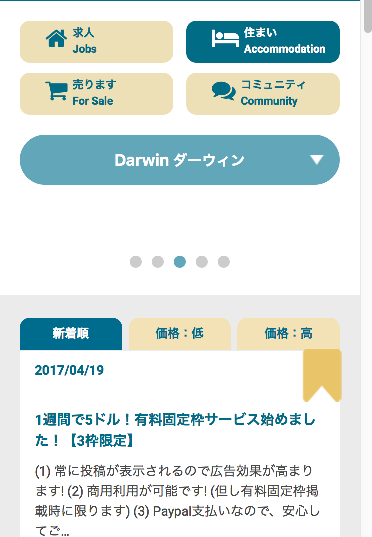 求人
Jobs
住まい
Accommodation
売ります
For Sale
コミュニティ
Community
Darwin ダーウィン
新着順
価格：低
価格：高
2017/04/19
1週間で5ドル！有料固定枠サービス始めまし
た！【3枠限定】
(1) 常に投稿が表示されるので広告効果が高まり
ます! (2) 商用利用が可能です! (但し有料固定枠掲
載時に限ります) (3) Paypal支払いなので、安心し
てご...